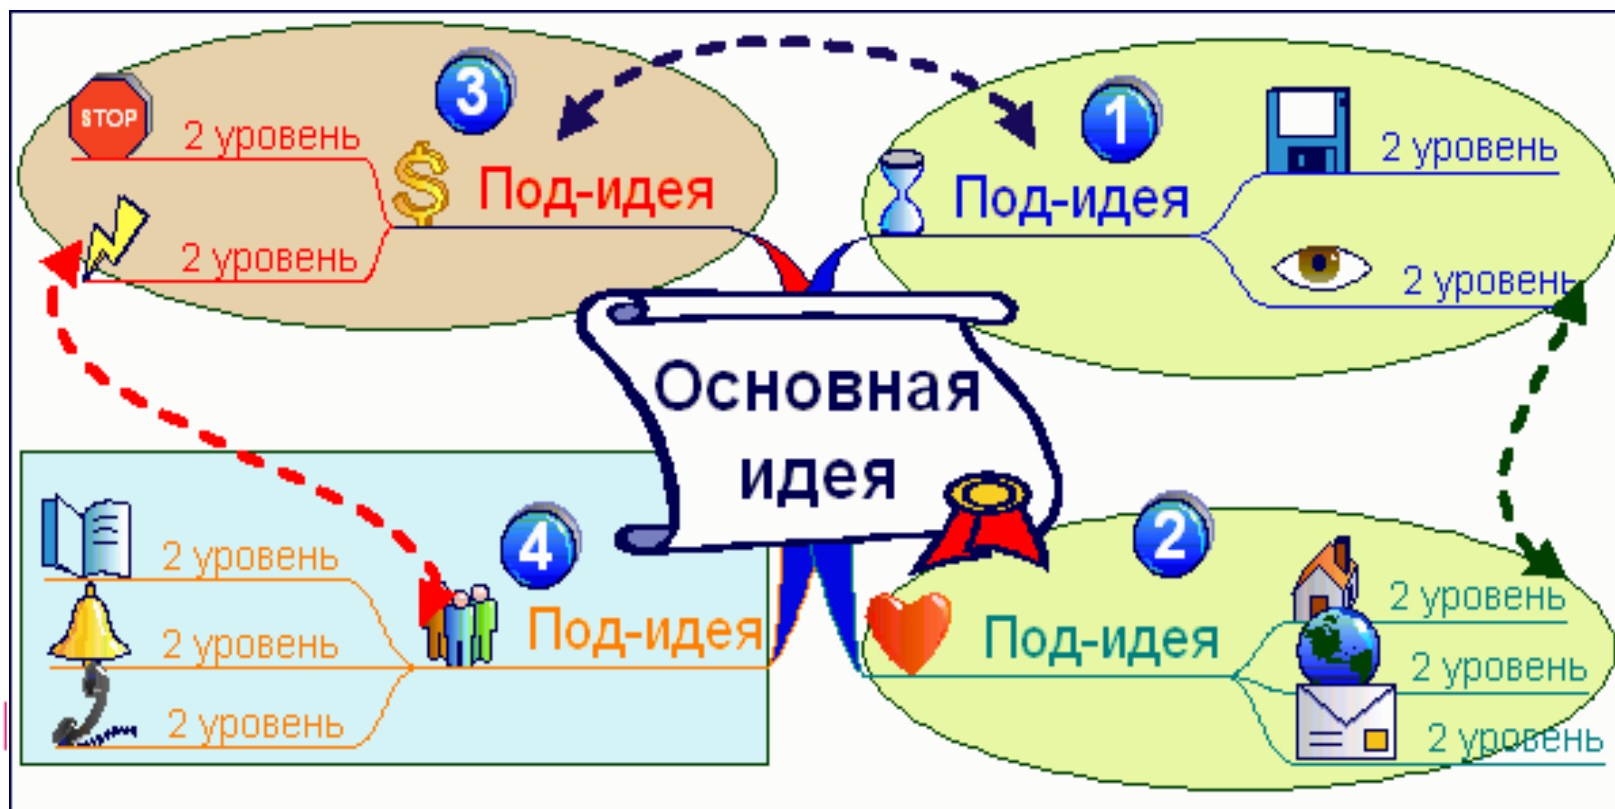 3
STOP
2 уровень
Под-идея
2 уровень
1
2 уровень
Под-идея
2 уровень
Основная
идея
4
2 уровень
Под-идея
2 уровень
2 уровень
2
2 уровень
Под-идея
2 уровень
2 уровень